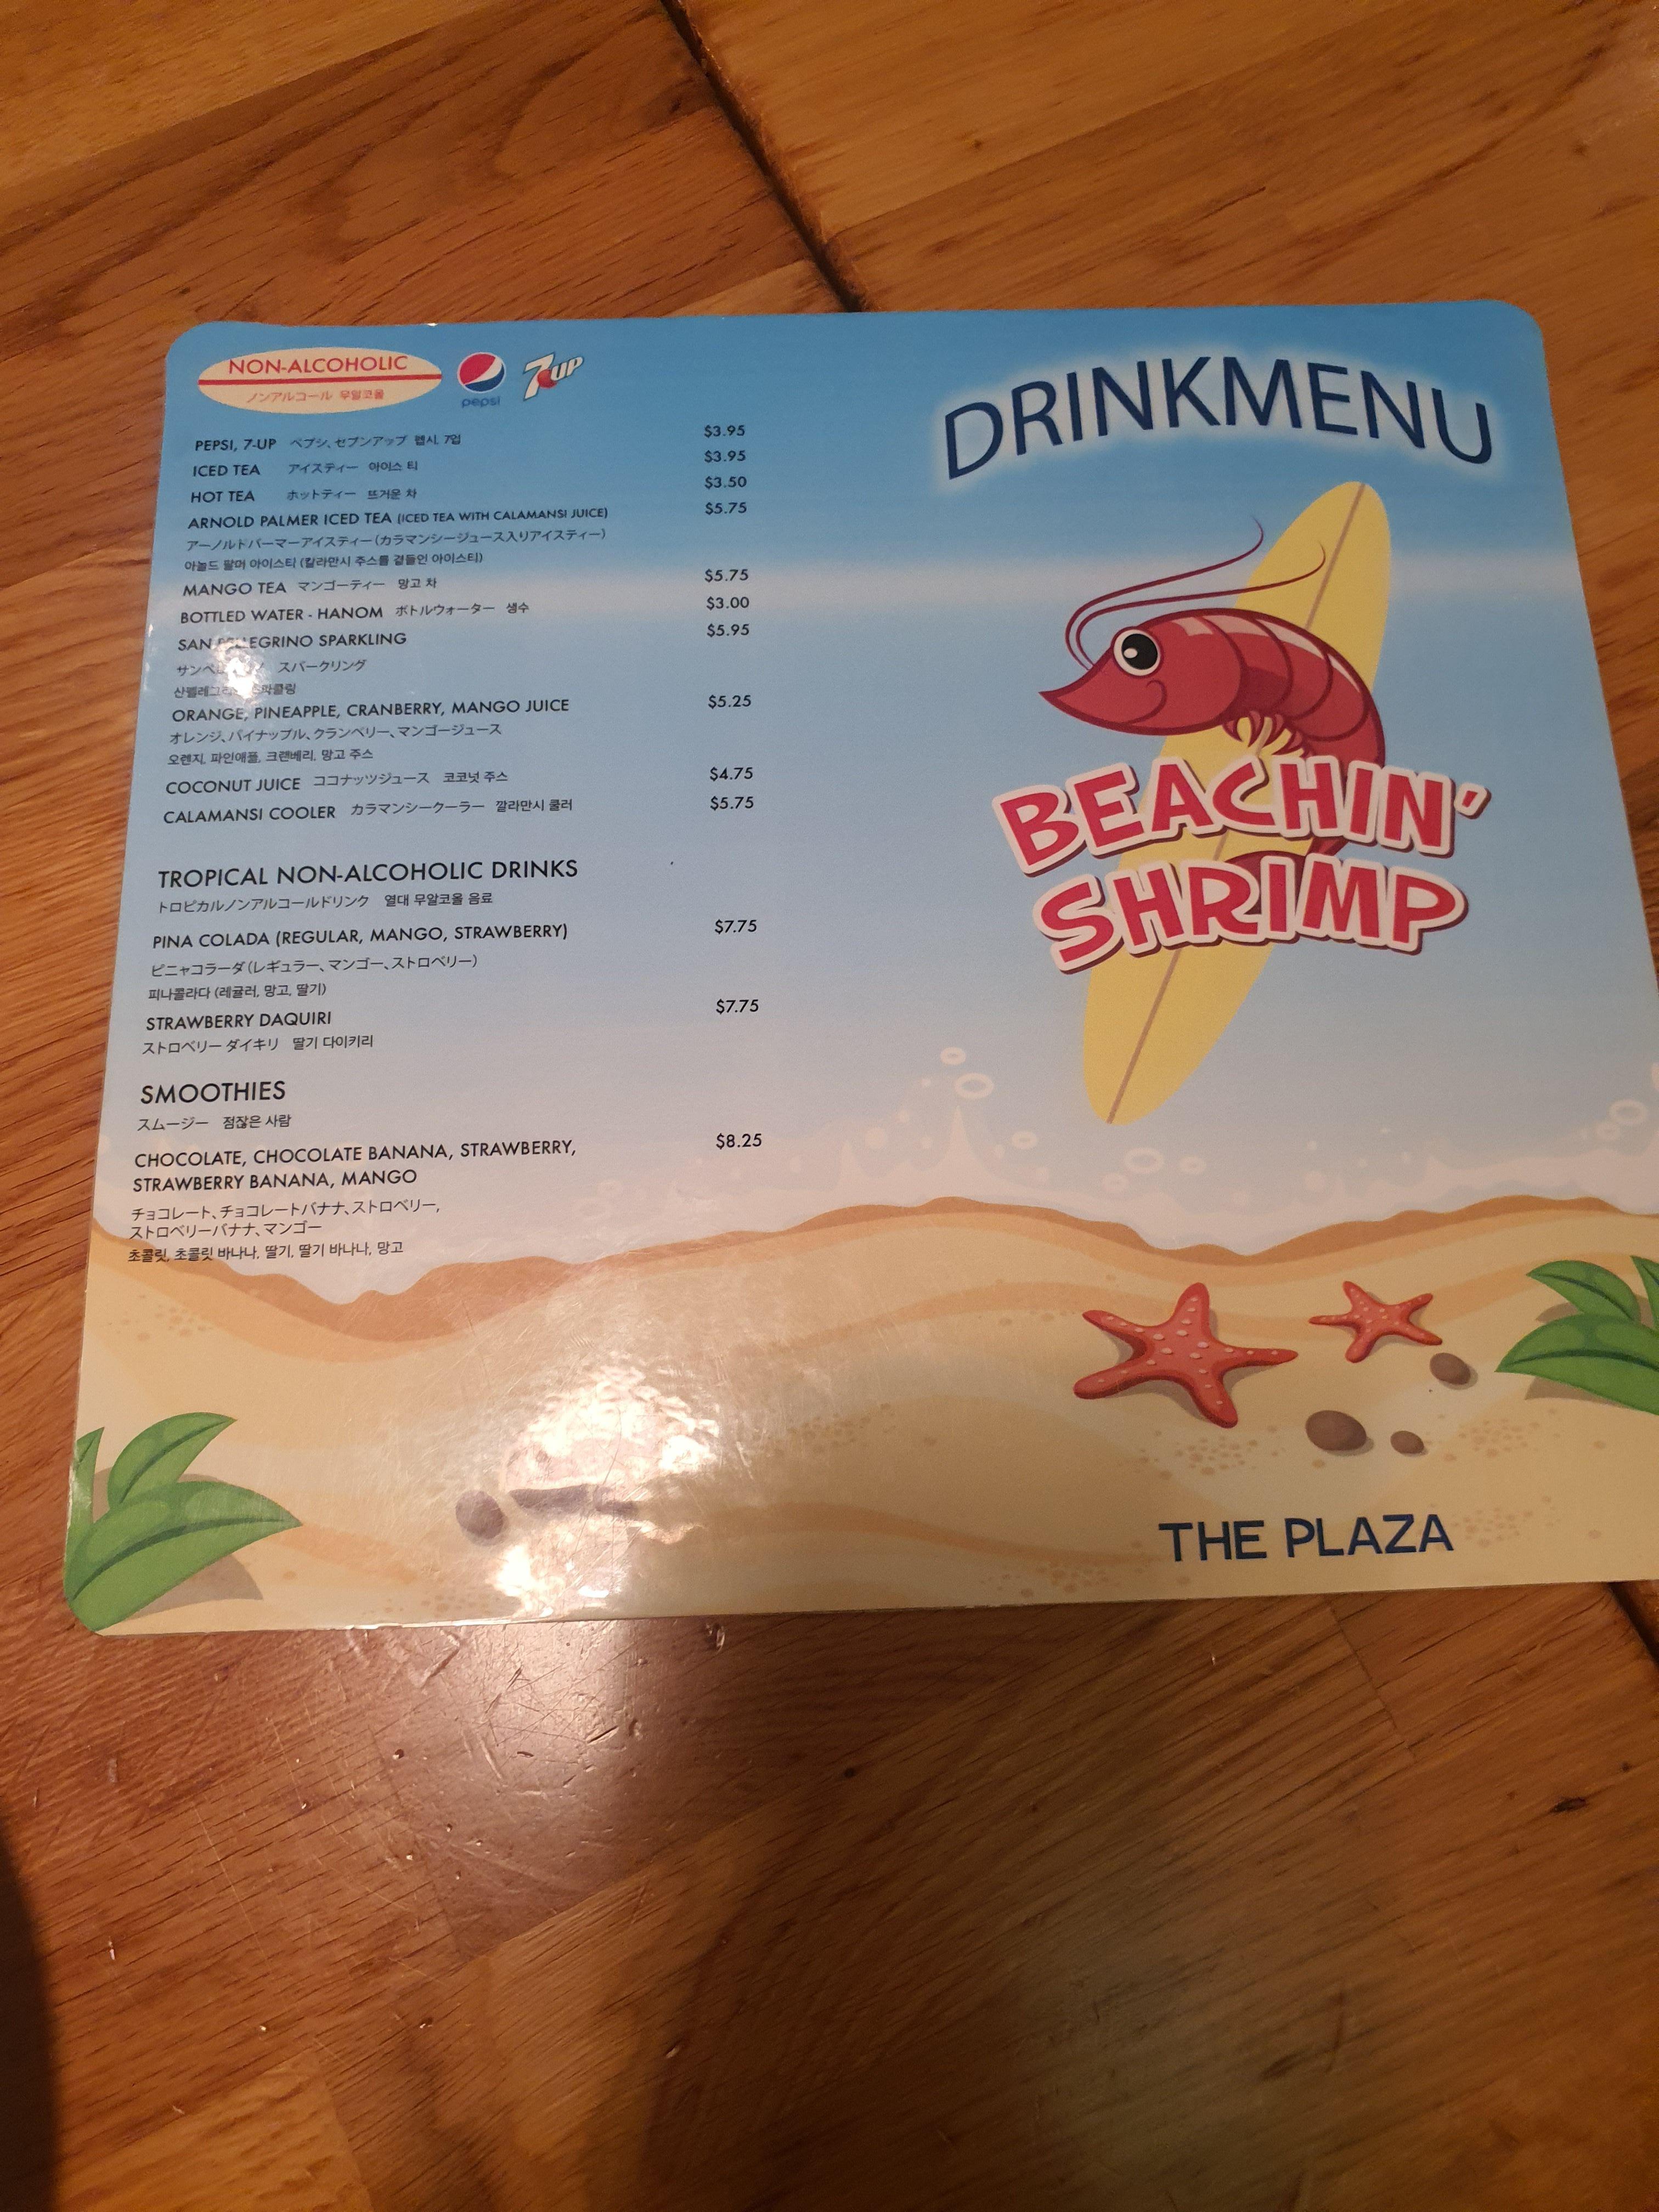 NON-ALCOHOLIC
ノンアルコール 무알코올
pepsi
7UP
PEPSI, 7-UP ペプシ、セブンアップ 펩시, 7업 $3.95
ICED TEA アイスティー 아이스 티 $3.95
HOT TEA ホットティー 뜨거운 차 $3.50
ARNOLD PALMER ICED TEA (ICED TEA WITH CALAMANSI JUICE) $5.75
アーノルドパーマーアイスティー(カラマンシージュース入りアイスティー)
아놀드 팔머 아이스티 (칼라만시 주스를 곁들인 아이스티)
MANGO TEA マンゴーティー 망고 차 $5.75
BOTTLED WATER - HANOM ボトルウォーター 생수 $3.00
SAN PELLEGRINO SPARKLING $5.95
スパークリング
ORANGE, PINEAPPLE, CRANBERRY, MANGO JUICE $5.25
オレンジ、パイナップル、クランベリー、マンゴージュース
오렌지, 파인애플, 크랜베리, 망고 주스
COCONUT JUICE ココナッツジュース 코코넛 주스 $4.75
CALAMANSI COOLER カラマンシークーラー 깔라만시 쿨러 $5.75
TROPICAL NON-ALCOHOLIC DRINKS
トロピカルノンアルコールドリンク 열대 무알코올 음료
PINA COLADA (REGULAR, MANGO, STRAWBERRY) $7.75
ピニャコラーダ(レギュラー、マンゴー、ストロベリー)
피나콜라다 (레귤러, 망고, 딸기)
STRAWBERRY DAQUIRI $7.75
ストロベリー ダイキリ 딸기 다이키리
SMOOTHIES
スムージー 점잖은 사람
CHOCOLATE, CHOCOLATE BANANA, STRAWBERRY, $8.25
STRAWBERRY BANANA, MANGO
チョコレート、チョコレートバナナ、ストロベリー,
ストロベリーバナナ、マンゴー
초콜릿, 초콜릿 바나나, 딸기, 딸기 바나나, 망고
DRINKMENU
BEACHIN'
SHRIMP
THE PLAZA